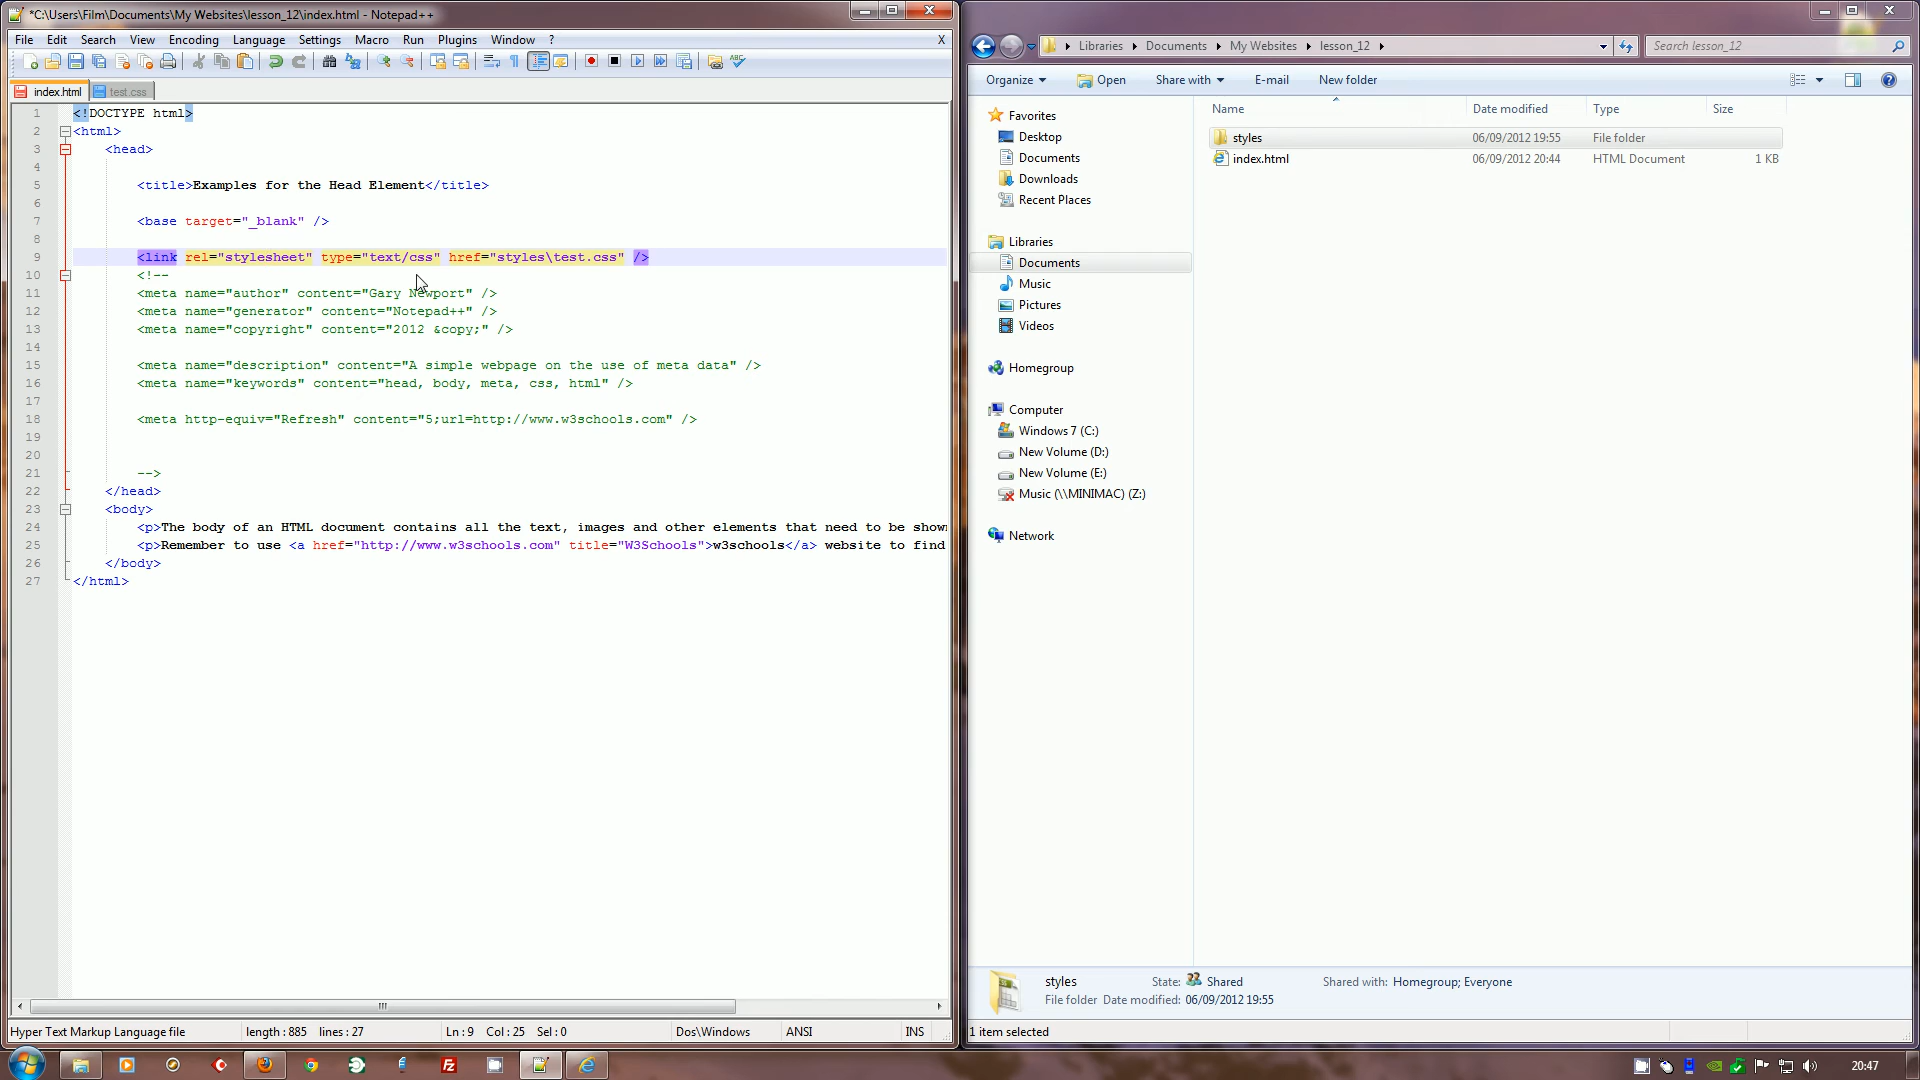 *C:\Users\Film\Documents\My Websites\lesson_12\index.html - Notepad++
File Edit Search View Encoding Language Settings Macro Run Plugins Window ? X
index.html test.css
1 <!DOCTYPE html>
2 <html>
3 <head>
4
5 <title>Examples for the Head Element</title>
6
7 <base target="_blank" />
8
9 <link rel="stylesheet" type="text/css" href="styles\test.css" />
10 <!--
11 <meta name="author" content="Gary Newport" />
12 <meta name="generator" content="Notepad++" />
13 <meta name="copyright" content="2012 &copy;" />
14
15 <meta name="description" content="A simple webpage on the use of meta data" />
16 <meta name="keywords" content="head, body, meta, css, html" />
17
18 <meta http-equiv="Refresh" content="5;url=http://www.w3schools.com" />
19
20
21 -->
22 </head>
23 <body>
24 <p>The body of an HTML document contains all the text, images and other elements that need to be show
25 <p>Remember to use <a href="http://www.w3schools.com" title="W3Schools">w3schools</a> website to find
26 </body>
27 </html>
Hyper Text Markup Language file length : 885 lines : 27 Ln : 9 Col : 25 Sel : 0 Dos\Windows ANSI INS
Libraries Documents My Websites lesson_12 Search lesson_12
Organize Open Share with E-mail New folder
Name Date modified Type Size
styles 06/09/2012 19:55 File folder
index.html 06/09/2012 20:44 HTML Document 1 KB
Favorites
Desktop
Documents
Downloads
Recent Places
Libraries
Documents
Music
Pictures
Videos
Homegroup
Computer
Windows 7 (C:)
New Volume (D:)
New Volume (E:)
Music (\\MINIMAC) (Z:)
Network
styles State: Shared Shared with: Homegroup; Everyone
File folder Date modified: 06/09/2012 19:55
1 item selected
20:47